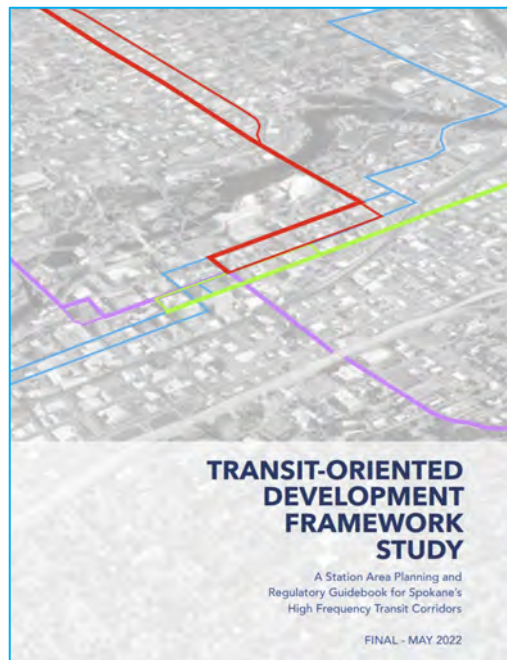 TRANSIT-ORIENTED
DEVELOPMENT
FRAMEWORK
STUDY
A Station Area Planning and
Regulatory Guidebook for Spokane's
High Frequency Transit Corridors
FINAL - MAY 2022